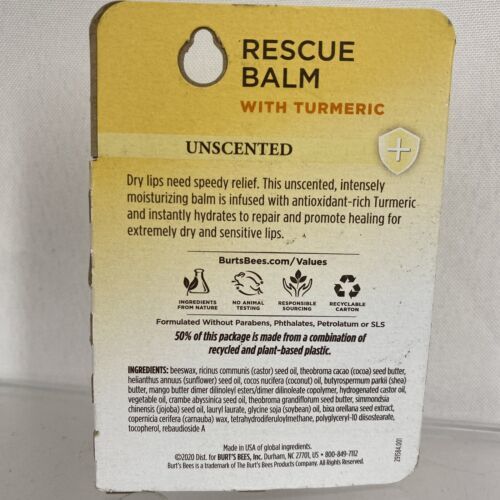 RESCUE
BALM
WITH TURMERIC
UNSCENTED
Dry lips need speedy relief. This unscented, intensely
moisturizing balm is infused with antioxidant-rich Turmeric
and instantly hydrates to repair and promote healing for
extremely dry and sensitive lips.
BurtsBees.com/Values
INGREDIENTS
FROM NATURE
NO ANIMAL
TESTING
RESPONSIBLE
SOURCING
RECYCLABLE
CARTON
Formulated Without Parabens, Phthalates, Petrolatum or SLS
50% of this package is made from a combination of
recycled and plant-based plastic.
INGREDIENTS: beeswax, ricinus communis (castor) seed oil, theobroma cacao (cocoa) seed butter,
helianthus annuus (sunflower) seed oil, cocos nucifera (coconut) oil, butyrospermum parkii (shea)
butter, mango butter dimer dilinoleyl esters/dimer dilinoleate copolymer, hydrogenated castor oil,
vegetable oil, crambe abyssinica seed oil, theobroma grandiflorum seed butter, simmondsia
chinensis (jojoba) seed oil, lauryl laurate, glycine soja (soybean) oil, bixa orellana seed extract,
copernicia cerifera (carnauba) wax, tetrahydrodiferuloylmethane, polyglyceryl-10 diisostearate,
tocopherol, rebaudioside A
Made in USA of global ingredients.
©2020 Dist. for BURT'S BEES, Inc. Durham, NC 27701, US • 800-849-7112
Burt's Bees is a trademark of The Burt's Bees Products Company. All Rights Reserved.